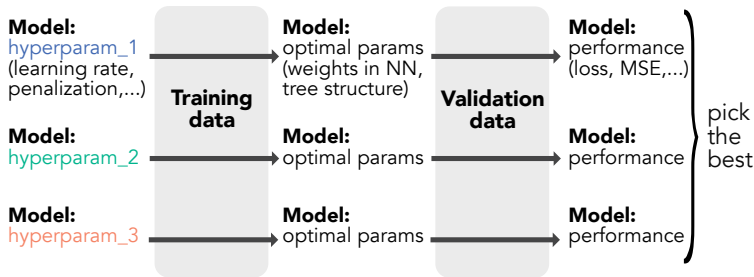 Model:
hyperparam_1
(learning rate,
penalization,...)
Training
data
Model:
optimal params
(weights in NN,
tree structure)
Validation
data
Model:
performance
(loss, MSE,...)
Model:
hyperparam_2
Model:
optimal params
Model:
performance
Model:
hyperparam_3
Model:
optimal params
Model:
performance
pick
the
best